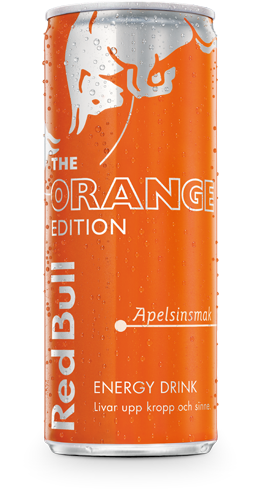 THE
ORANGE
EDITION
Red Bull
Apelsinsmak
ENERGY DRINK
Livar upp kropp och sinne.